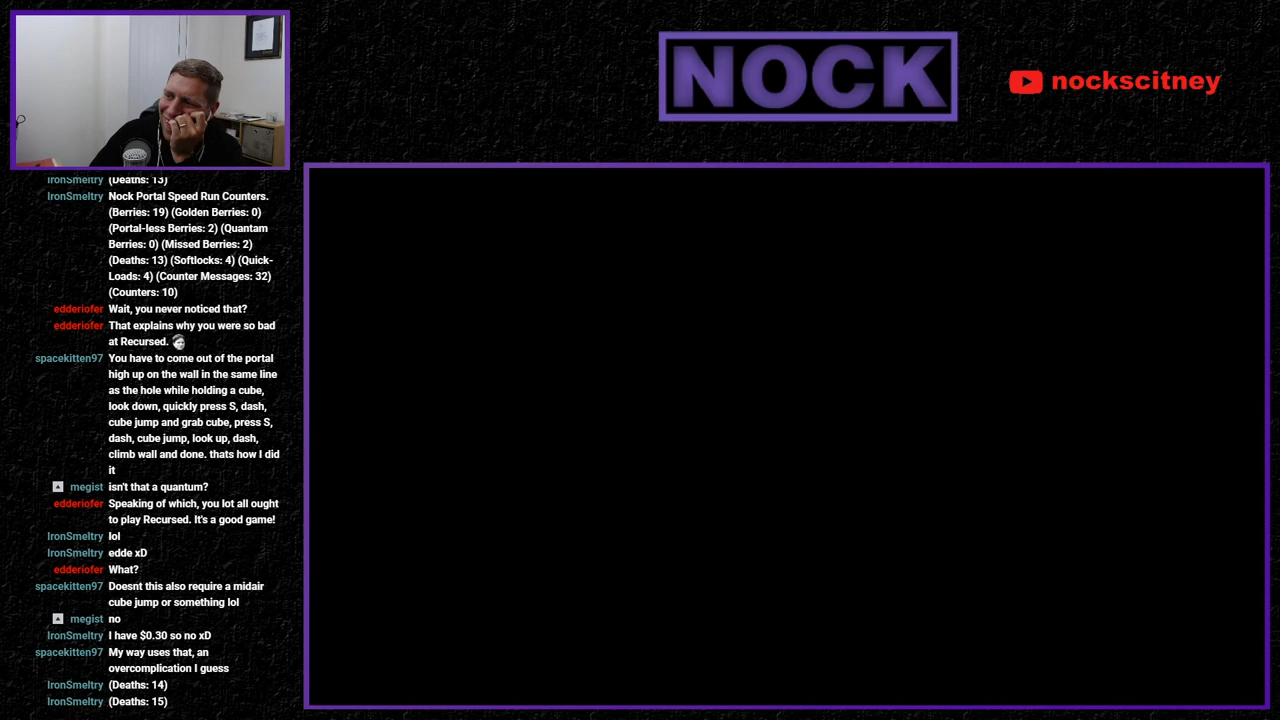 NOCK
nockscitney
IronSmeltry (Deaths: 13)
IronSmeltry Nock Portal Speed Run Counters.
(Berries: 19) (Golden Berries: 0)
(Portal-less Berries: 2) (Quantam
Berries: 0) (Missed Berries: 2)
(Deaths: 13) (Softlocks: 4) (Quick-
Loads: 4) (Counter Messages: 32)
(Counters: 10)
edderiofer Wait, you never noticed that?
edderiofer That explains why you were so bad
at Recursed.
spacekitten97 You have to come out of the portal
high up on the wall in the same line
as the hole while holding a cube,
look down, quickly press S, dash,
cube jump and grab cube, press S,
dash, cube jump, look up, dash,
climb wall and done. thats how I did
it
megist isn't that a quantum?
edderiofer Speaking of which, you lot all ought
to play Recursed. It's a good game!
IronSmeltry lol
IronSmeltry edde xD
edderiofer What?
spacekitten97 Doesnt this also require a midair
cube jump or something lol
megist no
IronSmeltry I have $0.30 so no xD
spacekitten97 My way uses that, an
overcomplication I guess
IronSmeltry (Deaths: 14)
IronSmeltry (Deaths: 15)